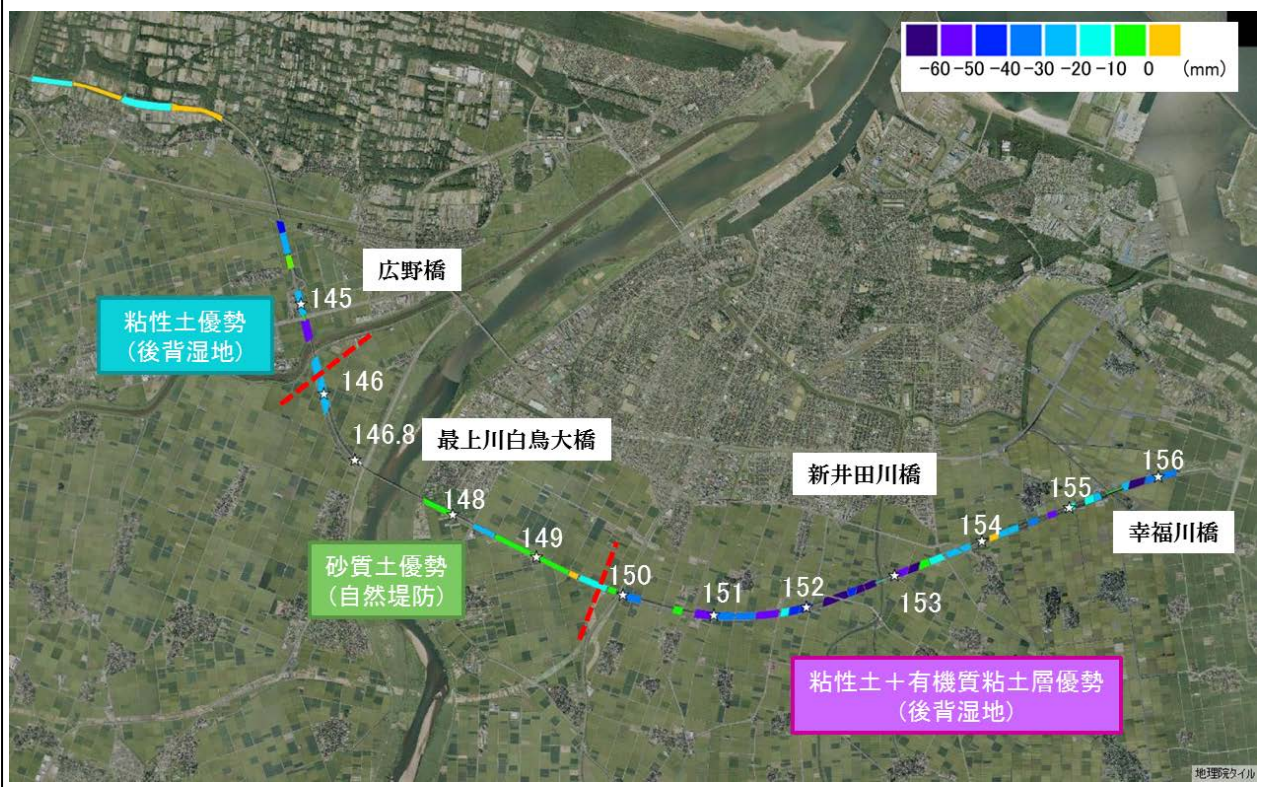 -60 -50 -40 -30 -20 -10 0 (mm)
広野橋
145
粘性土優勢
(後背湿地)
146
146.8
最上川白鳥大橋
148
新井田川橋
156
155
149
154
幸福川橋
砂質土優勢
(自然堤防)
150
151
152
153
粘性土+有機質粘土層優勢
(後背湿地)
地理院タイル